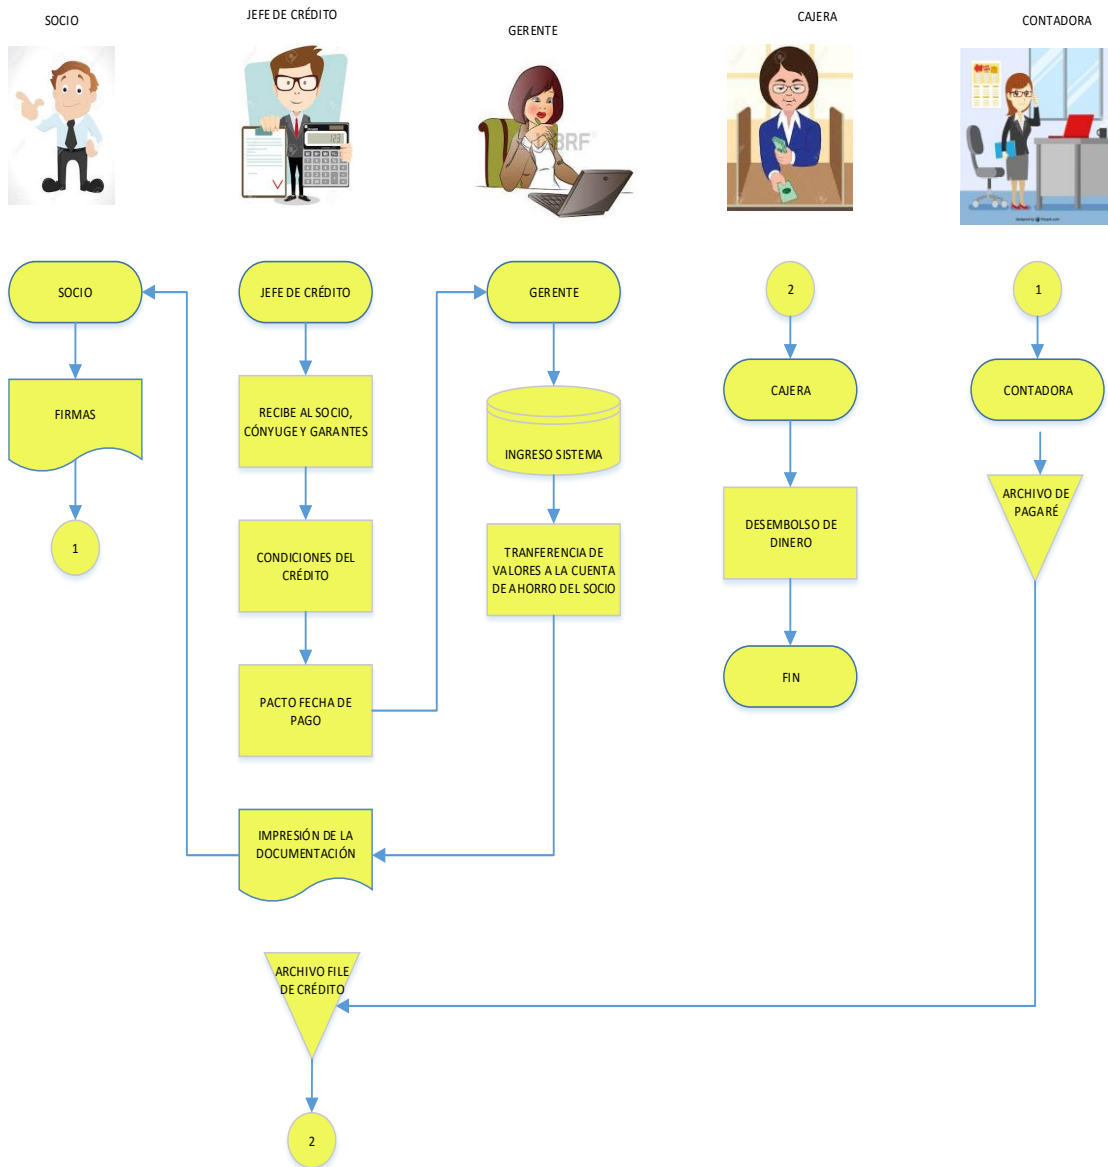 SOCIO
JEFE DE CRÉDITO
GERENTE
CAJERA
CONTADORA
123
BRF
SOCIO
JEFE DE CRÉDITO
GERENTE
2
1
FIRMAS
RECIBE AL SOCIO,
CÓNYUGE Y GARANTES
INGRESO SISTEMA
CAJERA
CONTADORA
1
CONDICIONES DEL
CRÉDITO
TRANFERENCIA DE
VALORES A LA CUENTA
DE AHORRO DEL SOCIO
DESEMBOLSO DE
DINERO
ARCHIVO DE
PAGARÉ
PACTO FECHA DE
PAGO
FIN
IMPRESIÓN DE LA
DOCUMENTACIÓN
ARCHIVO FILE
DE CRÉDITO
2